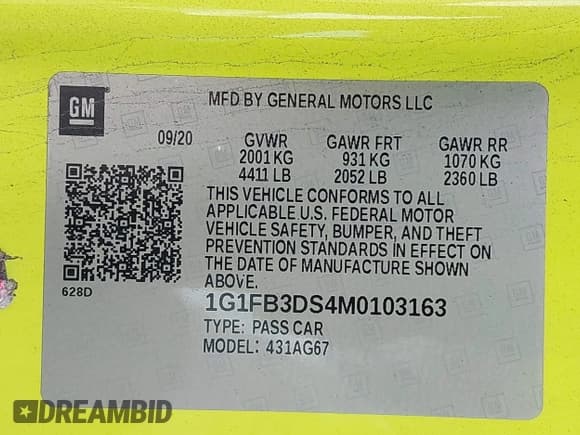 GM
MFD BY GENERAL MOTORS LLC
09/20 GVWR GAWR FRT GAWR RR
2001 KG 931 KG 1070 KG
4411 LB 2052 LB 2360 LB
THIS VEHICLE CONFORMS TO ALL
APPLICABLE U.S. FEDERAL MOTOR
VEHICLE SAFETY, BUMPER, AND THEFT
PREVENTION STANDARDS IN EFFECT ON
THE DATE OF MANUFACTURE SHOWN
ABOVE.
628D
1G1FB3DS4M0103163
TYPE: PASS CAR
MODEL: 431AG67
DREAMBID